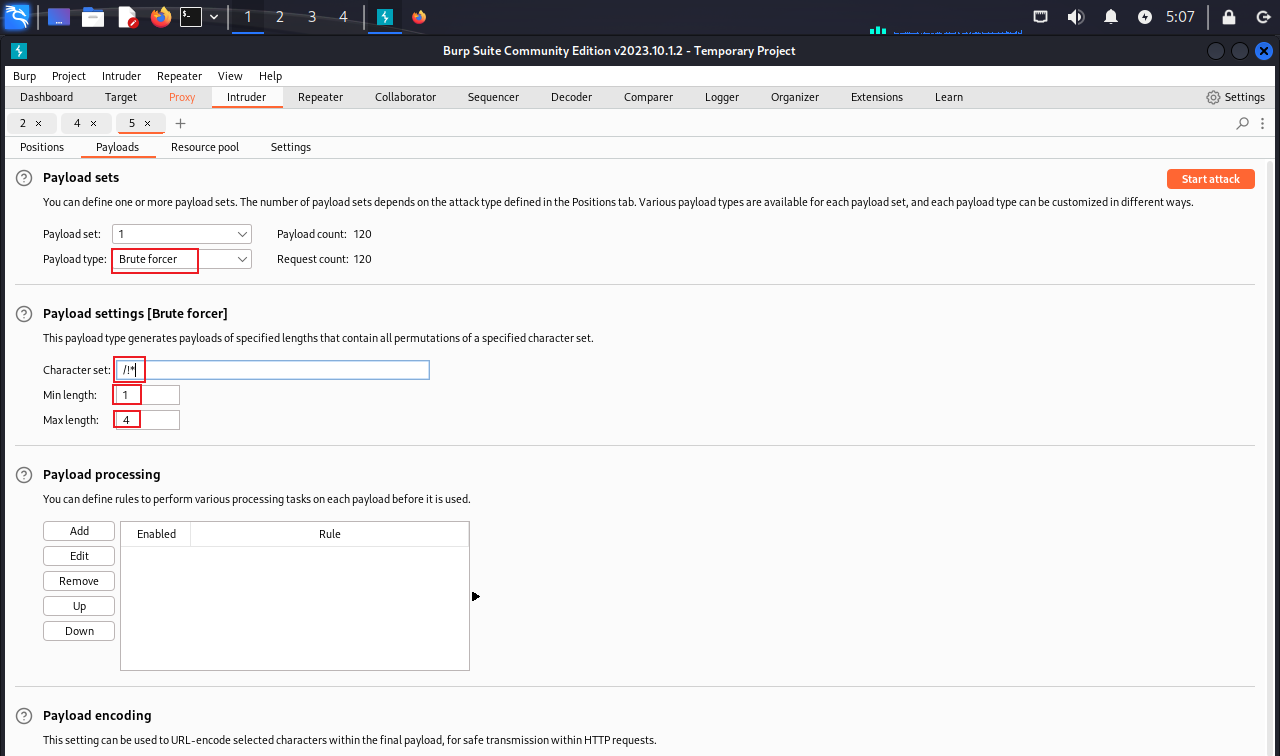 1 2 3 4 5:07
Burp Suite Community Edition v2023.10.1.2 - Temporary Project
Burp Project Intruder Repeater View Help
Dashboard Target Proxy Intruder Repeater Collaborator Sequencer Decoder Comparer Logger Organizer Extensions Learn Settings
2 × 4 × 5 × +
Positions Payloads Resource pool Settings
? Payload sets Start attack
You can define one or more payload sets. The number of payload sets depends on the attack type defined in the Positions tab. Various payload types are available for each payload set, and each payload type can be customized in different ways.
Payload set: 1 Payload count: 120
Payload type: Brute forcer Request count: 120
? Payload settings [Brute forcer]
This payload type generates payloads of specified lengths that contain all permutations of a specified character set.
Character set: /!*
Min length: 1
Max length: 4
? Payload processing
You can define rules to perform various processing tasks on each payload before it is used.
Add Enabled Rule
Edit
Remove
Up
Down
? Payload encoding
This setting can be used to URL-encode selected characters within the final payload, for safe transmission within HTTP requests.